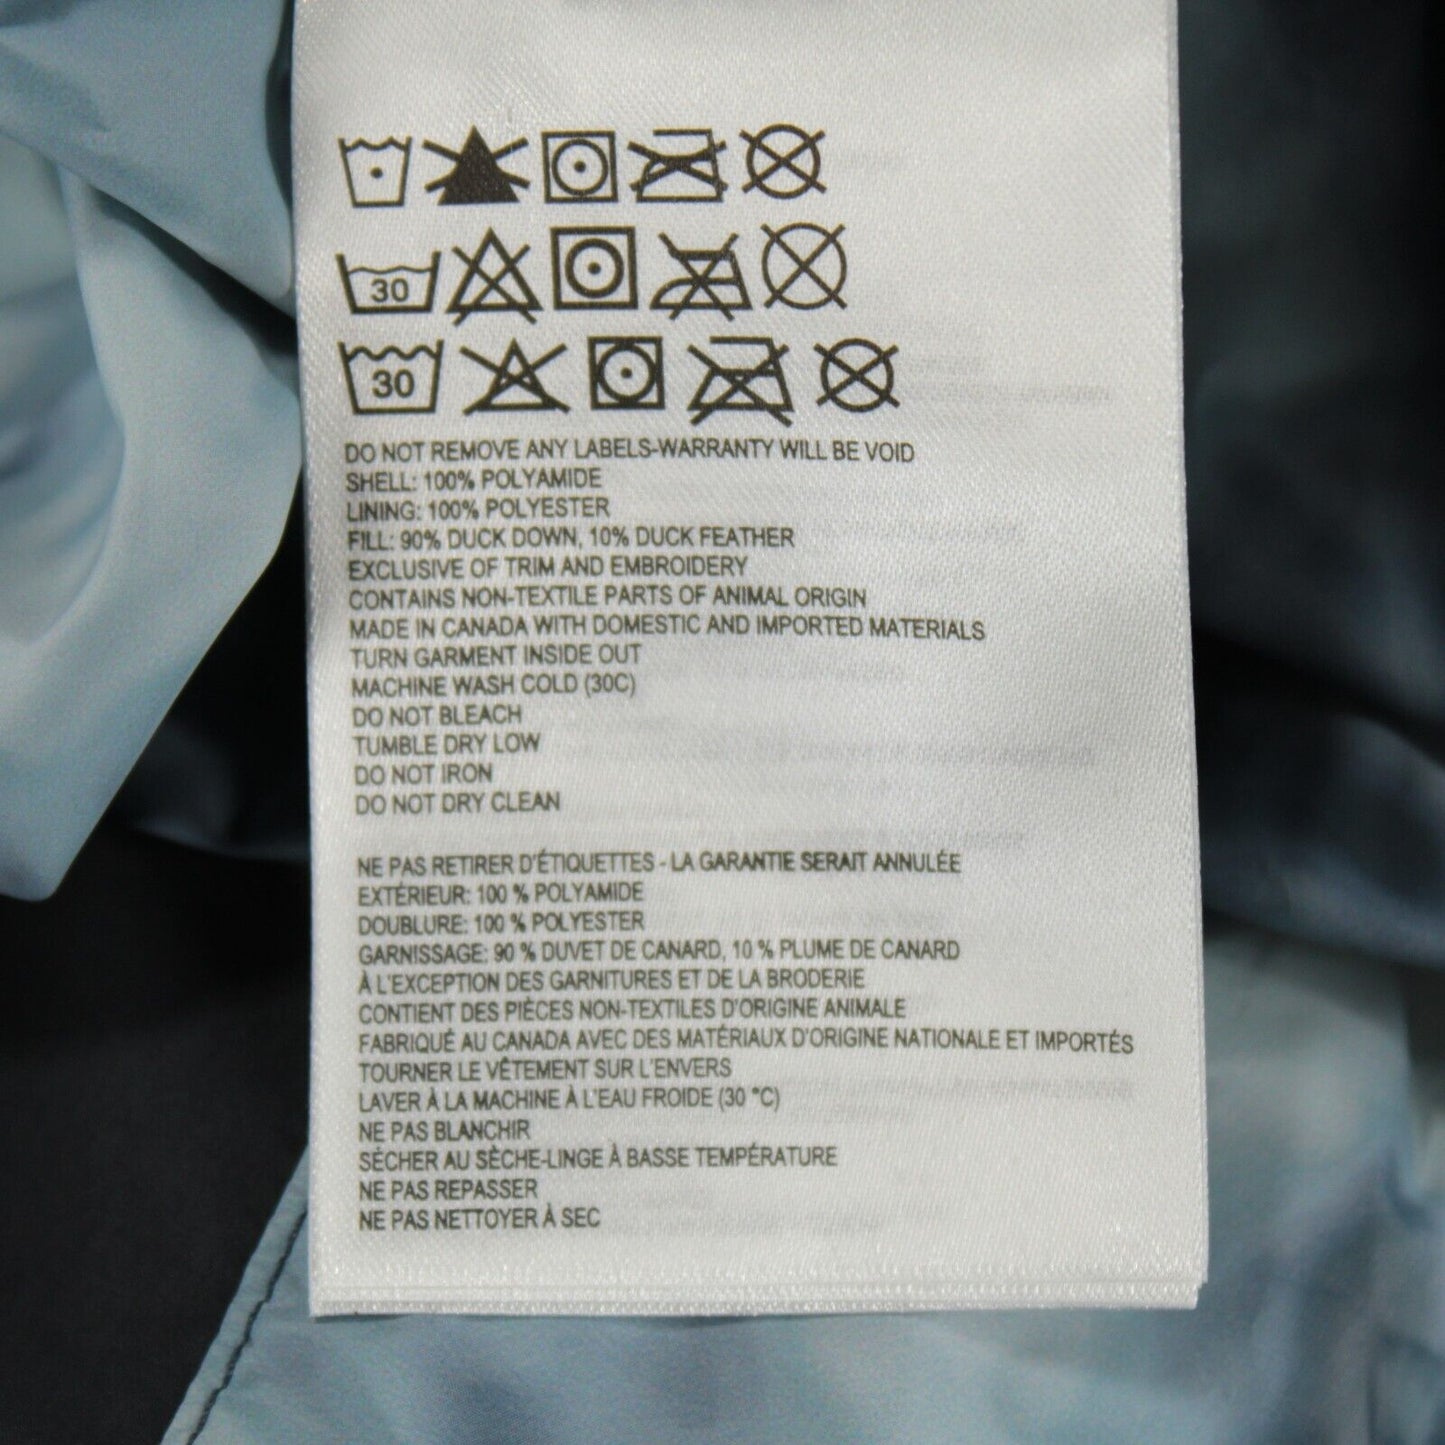 30
30
DO NOT REMOVE ANY LABELS-WARRANTY WILL BE VOID
SHELL: 100% POLYAMIDE
LINING: 100% POLYESTER
FILL: 90% DUCK DOWN, 10% DUCK FEATHER
EXCLUSIVE OF TRIM AND EMBROIDERY
CONTAINS NON-TEXTILE PARTS OF ANIMAL ORIGIN
MADE IN CANADA WITH DOMESTIC AND IMPORTED MATERIALS
TURN GARMENT INSIDE OUT
MACHINE WASH COLD (30C)
DO NOT BLEACH
TUMBLE DRY LOW
DO NOT IRON
DO NOT DRY CLEAN
NE PAS RETIRER D'ÉTIQUETTES - LA GARANTIE SERAIT ANNULÉE
EXTÉRIEUR: 100 % POLYAMIDE
DOUBLURE: 100 % POLYESTER
GARNISSAGE: 90 % DUVET DE CANARD, 10 % PLUME DE CANARD
À L'EXCEPTION DES GARNITURES ET DE LA BRODERIE
CONTIENT DES PIÈCES NON-TEXTILES D'ORIGINE ANIMALE
FABRIQUÉ AU CANADA AVEC DES MATÉRIAUX D'ORIGINE NATIONALE ET IMPORTÉS
TOURNER LE VÊTEMENT SUR L'ENVERS
LAVER À LA MACHINE À L'EAU FROIDE (30 °C)
NE PAS BLANCHIR
SÉCHER AU SÈCHE-LINGE À BASSE TEMPÉRATURE
NE PAS REPASSER
NE PAS NETTOYER À SEC